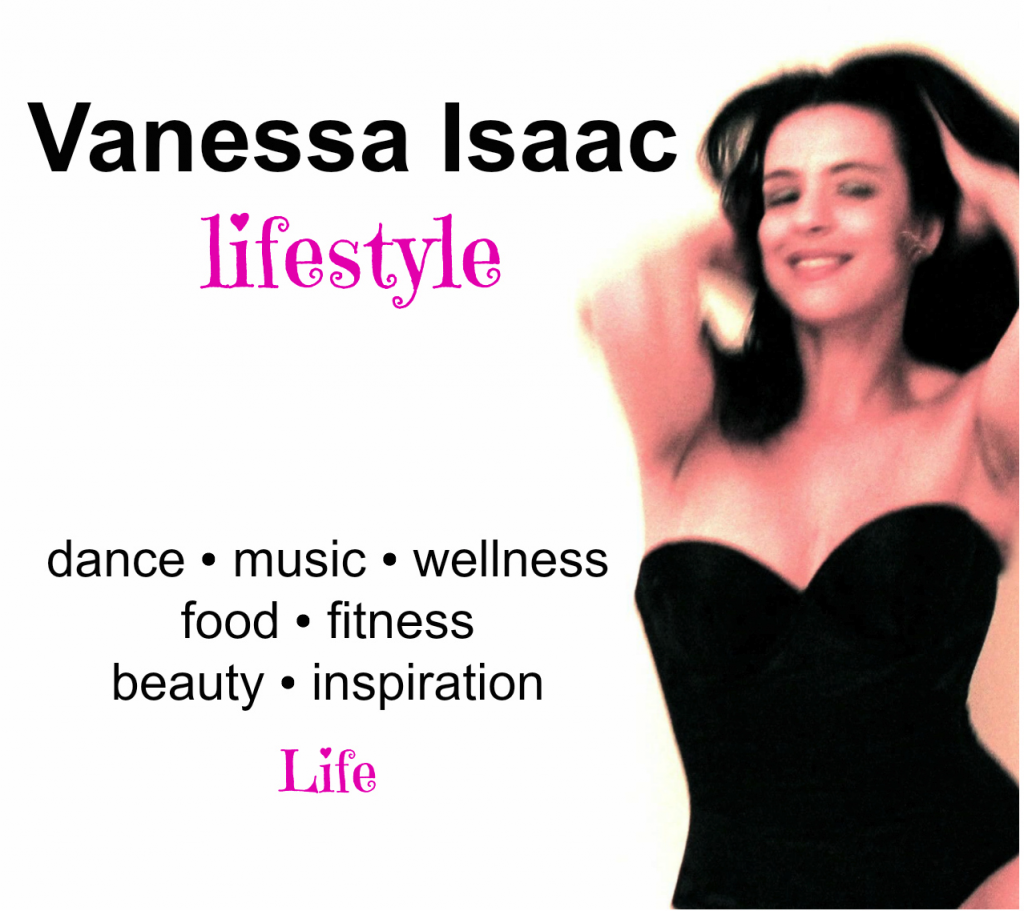 Vanessa Isaac
lifestyle
dance • music • wellness
food • fitness
beauty • inspiration
Life